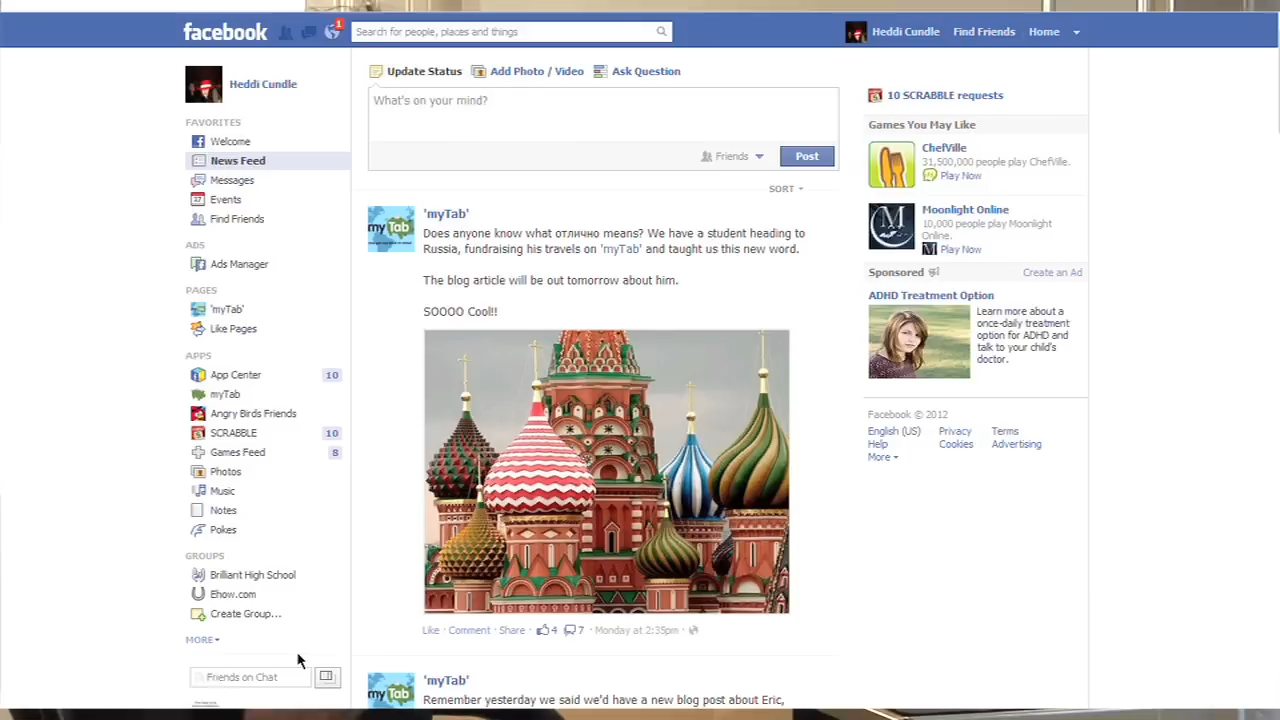 facebook
1
Search for people, places and things
Heddi Cundle
Find Friends
Home
Heddi Cundle
FAVORITES
Welcome
News Feed
Messages
Events
Find Friends
ADS
Ads Manager
PAGES
'myTab'
Like Pages
APPS
App Center 10
myTab
Angry Birds Friends
SCRABBLE 10
Games Feed 8
Photos
Music
Notes
Pokes
GROUPS
Brilliant High School
Ehow.com
Create Group...
MORE
Friends on Chat
Update Status Add Photo / Video Ask Question
What's on your mind?
Friends Post
SORT
myTab
'myTab'
Does anyone know what отлично means? We have a student heading to
Russia, fundraising his travels on 'myTab' and taught us this new word.
The blog article will be out tomorrow about him.
SOOOO Cool!!
Like · Comment · Share · 4 7 · Monday at 2:35pm ·
myTab
'myTab'
Remember yesterday we said we'd have a new blog post about Eric,
10 SCRABBLE requests
Games You May Like
ChefVille
31,500,000 people play ChefVille.
Play Now
M
Moonlight Online
10,000 people play Moonlight
Online.
Play Now
Sponsored Create an Ad
ADHD Treatment Option
Learn more about a
once-daily treatment
option for ADHD and
talk to your child's
doctor.
Facebook © 2012
English (US) Privacy Terms
Help Cookies Advertising
More